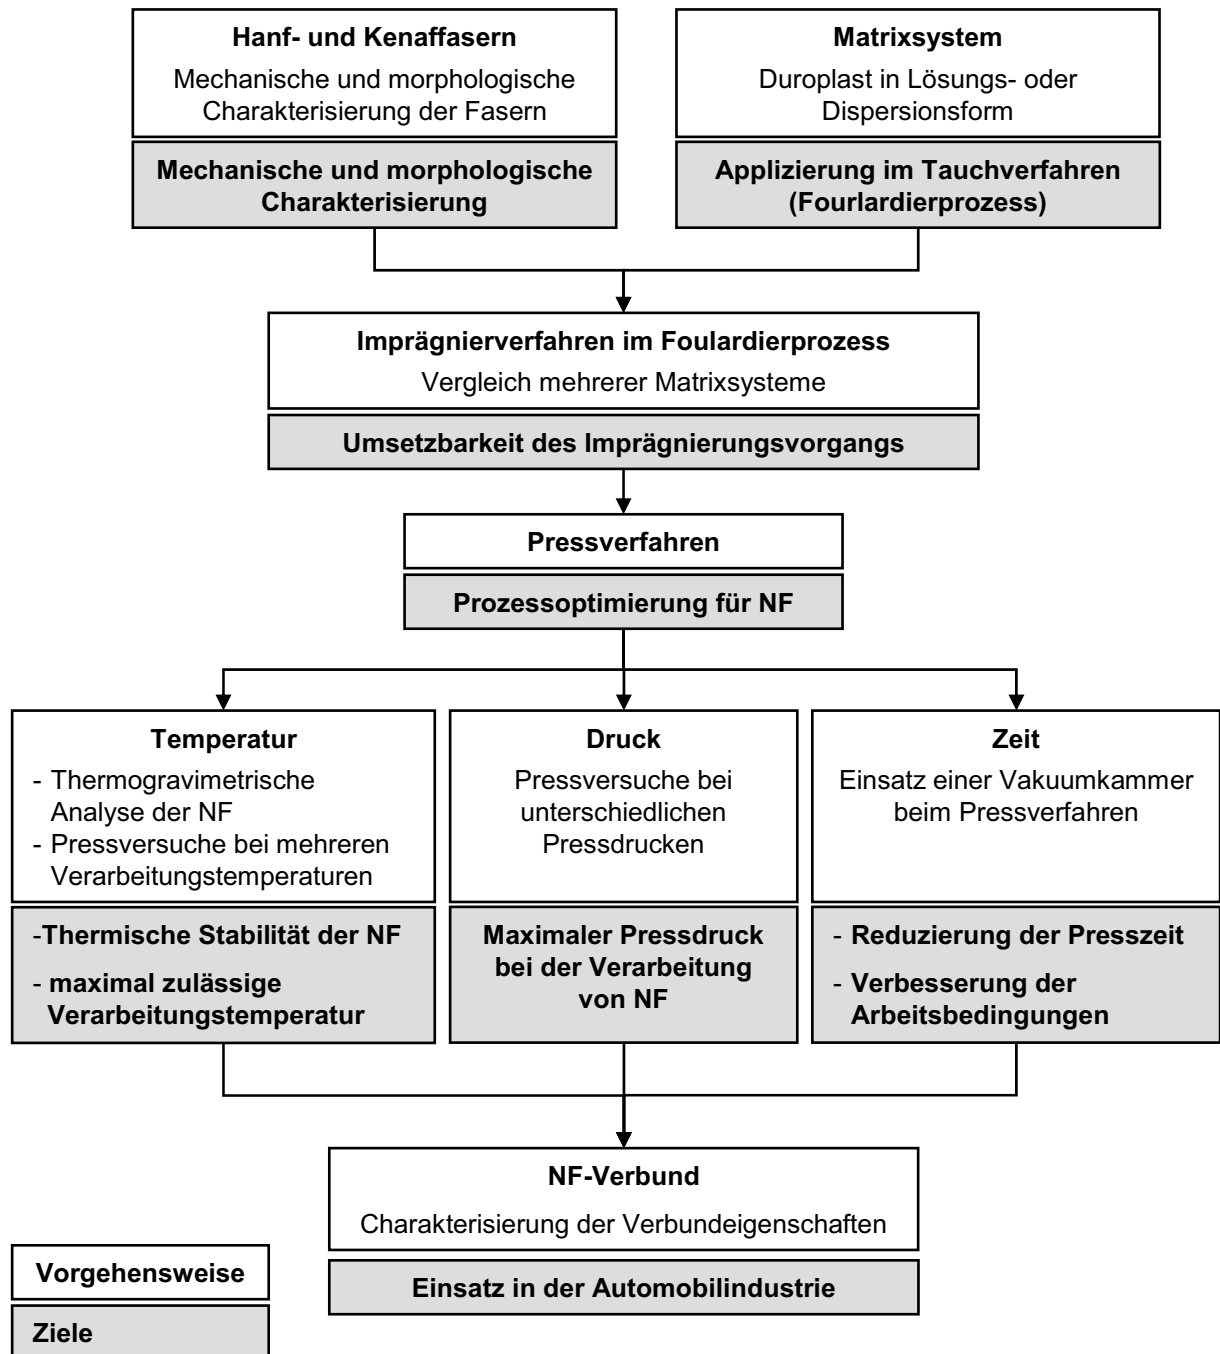 Hanf- und Kenaffasern
Mechanische und morphologische
Charakterisierung der Fasern
Mechanische und morphologische
Charakterisierung
Matrixsystem
Duroplast in Lösungs- oder
Dispersionsform
Applizierung im Tauchverfahren
(Fourlardierprozess)
Imprägnierverfahren im Foulardierprozess
Vergleich mehrerer Matrixsysteme
Umsetzbarkeit des Imprägnierungsvorgangs
Pressverfahren
Prozessoptimierung für NF
Temperatur
- Thermogravimetrische
Analyse der NF
- Pressversuche bei mehreren
Verarbeitungstemperaturen
-Thermische Stabilität der NF
- maximal zulässige
Verarbeitungstemperatur
Druck
Pressversuche bei
unterschiedlichen
Pressdrucken
Maximaler Pressdruck
bei der Verarbeitung
von NF
Zeit
Einsatz einer Vakuumkammer
beim Pressverfahren
- Reduzierung der Presszeit
- Verbesserung der
Arbeitsbedingungen
NF-Verbund
Charakterisierung der Verbundeigenschaften
Einsatz in der Automobilindustrie
Vorgehensweise
Ziele